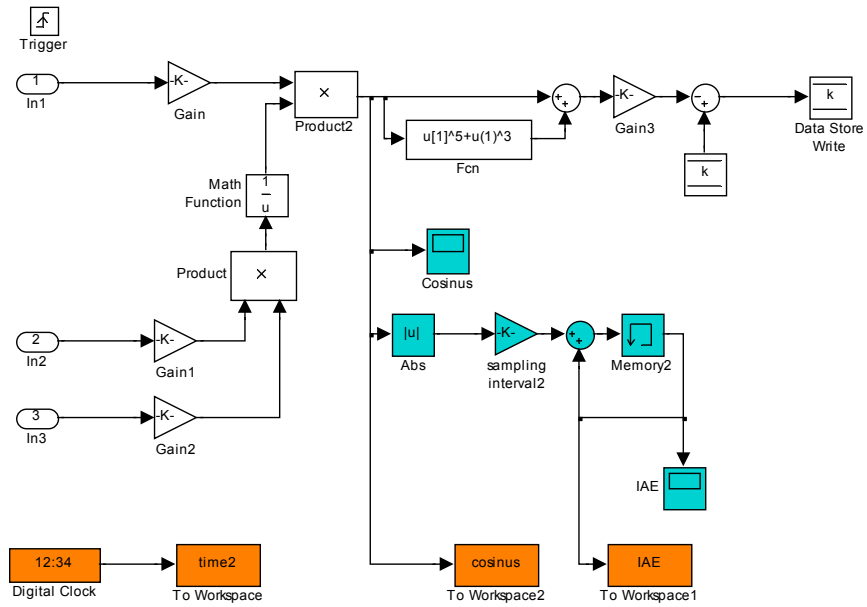 Trigger
1
In1
-K-
Gain
×
Product2
+
+
-K-
Gain3
-
+
k
Data Store
Write
u[1]^5+u(1)^3
Fcn
k
Math
Function
1
u
Product
×
Cosinus
2
In2
-K-
Gain1
|u|
Abs
-K-
sampling
interval2
+
+
Memory2
3
In3
-K-
Gain2
IAE
12:34
Digital Clock
time2
To Workspace
cosinus
To Workspace2
IAE
To Workspace1